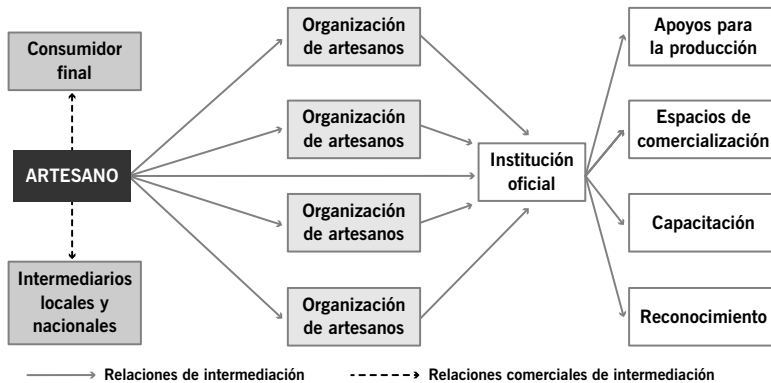 Consumidor
final
ARTESANO
Intermediarios
locales y
nacionales
Organización
de artesanos
Organización
de artesanos
Organización
de artesanos
Organización
de artesanos
Institución
oficial
Apoyos para
la producción
Espacios de
comercialización
Capacitación
Reconocimiento
Relaciones de intermediación
Relaciones comerciales de intermediación